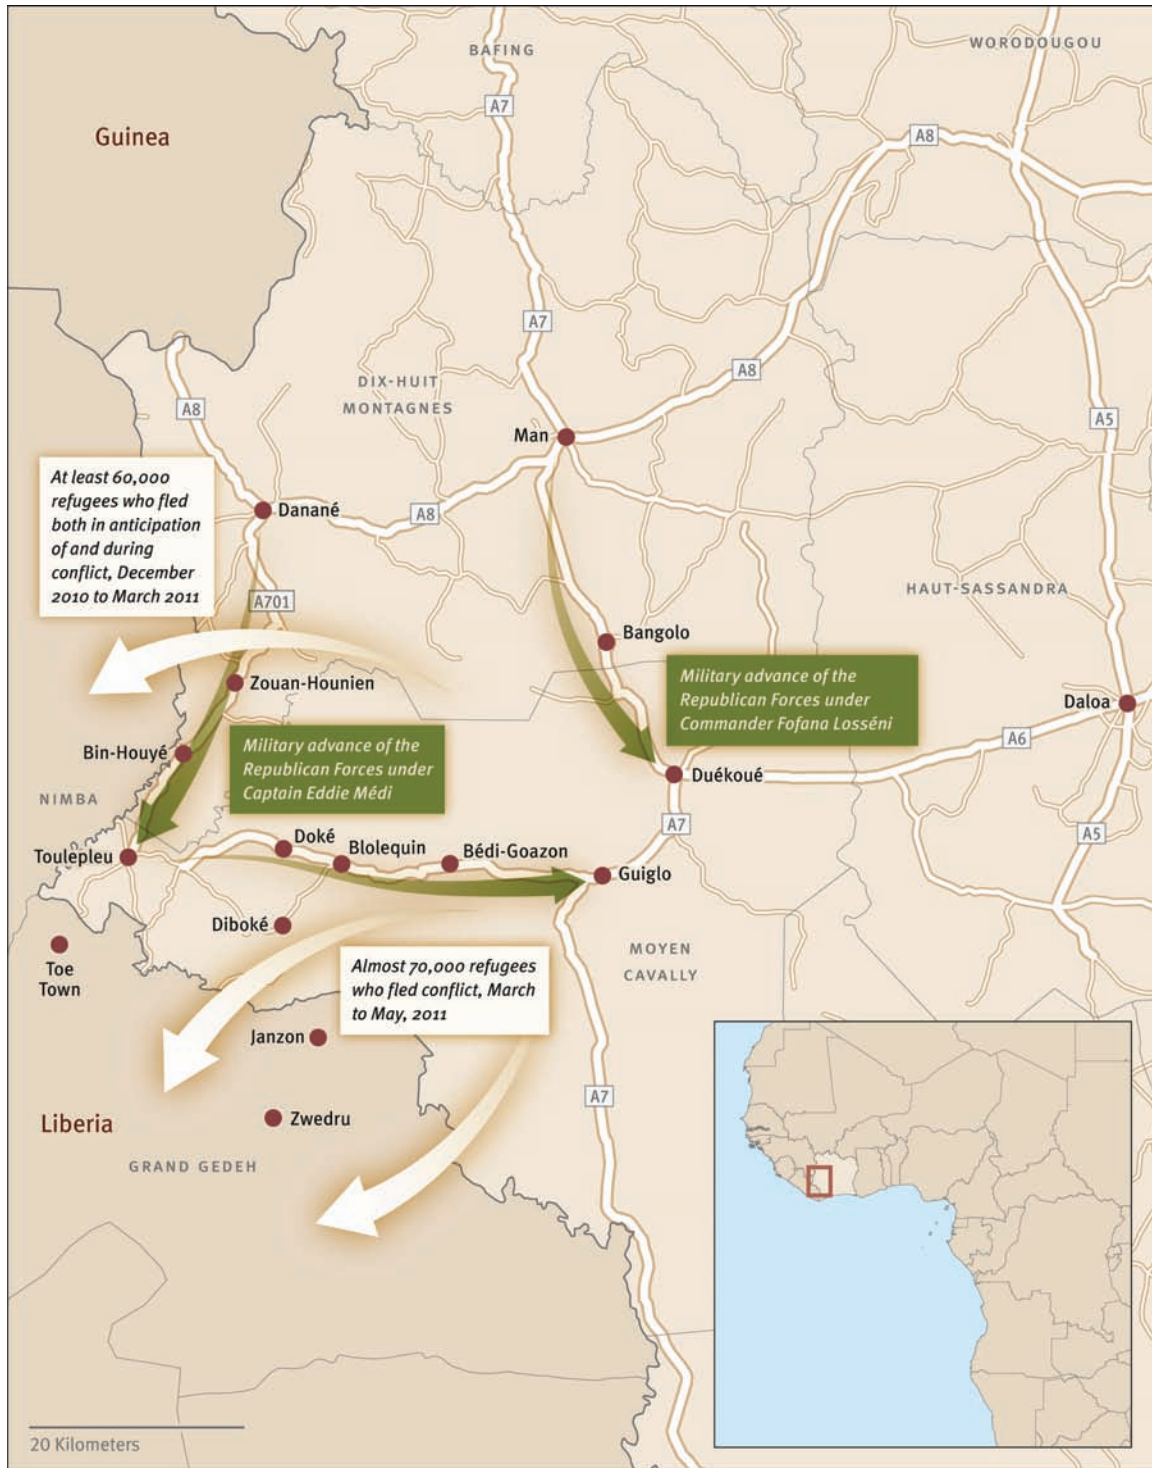 BAFING
WORODOUGOU
A7
A8
Guinea
A7
A8
DIX-HUIT
MONTAGNES
A8
A5
Man
At least 60,000
refugees who fled
both in anticipation
of and during
conflict, December
2010 to March 2011
Danané
A8
A701
HAUT-SASSANDRA
Bangolo
Zouan-Hounien
Military advance of the
Republican Forces under
Commander Fofana Losséni
Daloa
A6
Bin-Houyé
Military advance of the
Republican Forces under
Captain Eddie Médi
Duékoué
NIMBA
A7
A5
Doké
Blolequin
Bédi-Goazon
Toulepleu
Guiglo
Diboké
Toe
Town
MOYEN
CAVALLY
Almost 70,000 refugees
who fled conflict, March
to May, 2011
Janzon
A7
Zwedru
Liberia
GRAND GEDEH
20 Kilometers